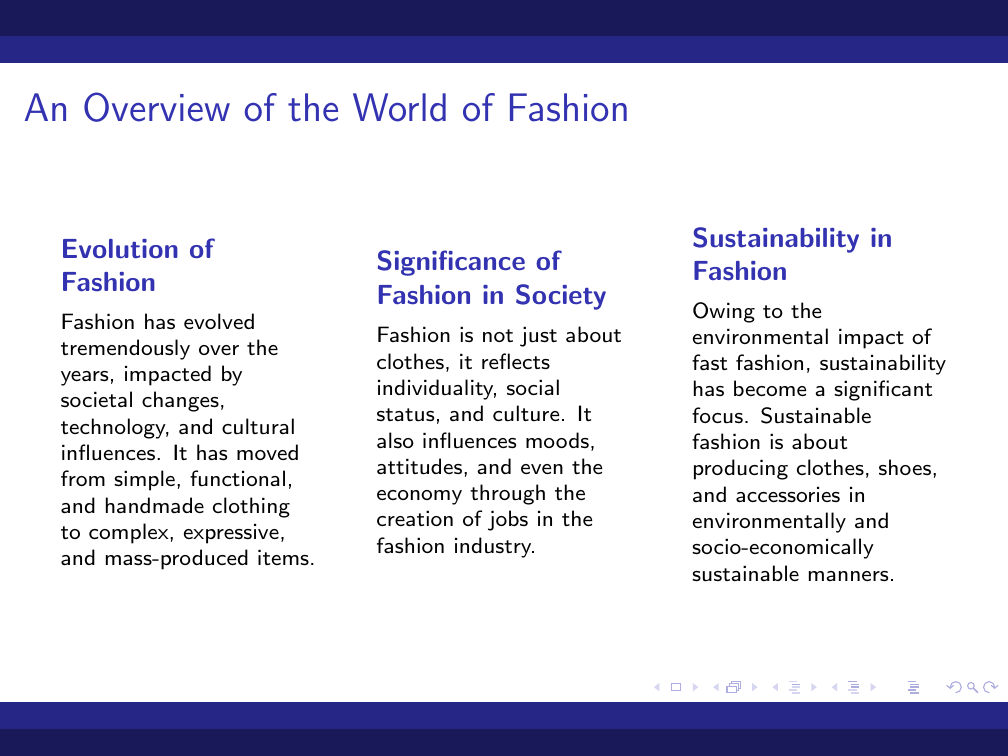 An Overview of the World of Fashion
Evolution of
Fashion
Fashion has evolved
tremendously over the
years, impacted by
societal changes,
technology, and cultural
influences. It has moved
from simple, functional,
and handmade clothing
to complex, expressive,
and mass-produced items.
Significance of
Fashion in Society
Fashion is not just about
clothes, it reflects
individuality, social
status, and culture. It
also influences moods,
attitudes, and even the
economy through the
creation of jobs in the
fashion industry.
Sustainability in
Fashion
Owing to the
environmental impact of
fast fashion, sustainability
has become a significant
focus. Sustainable
fashion is about
producing clothes, shoes,
and accessories in
environmentally and
socio-economically
sustainable manners.